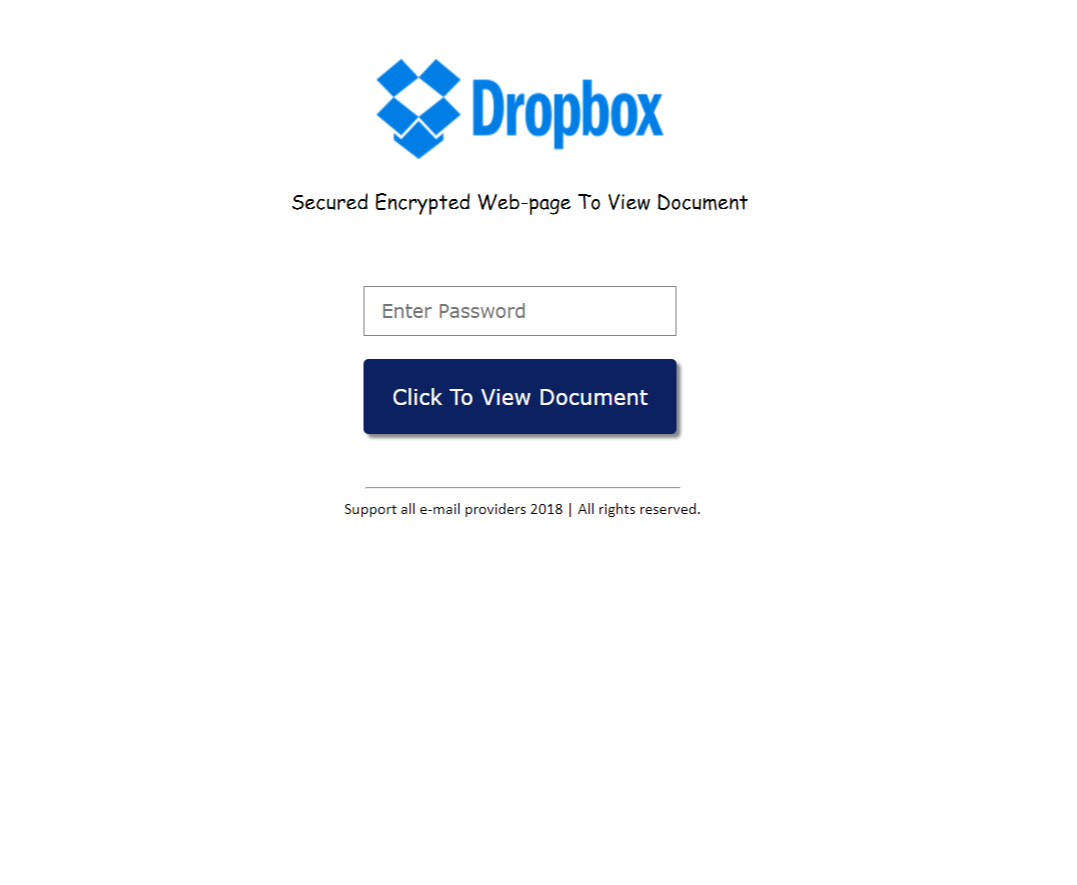 Dropbox
Secured Encrypted Web-page To View Document
Enter Password
Click To View Document
Support all e-mail providers 2018 | All rights reserved.